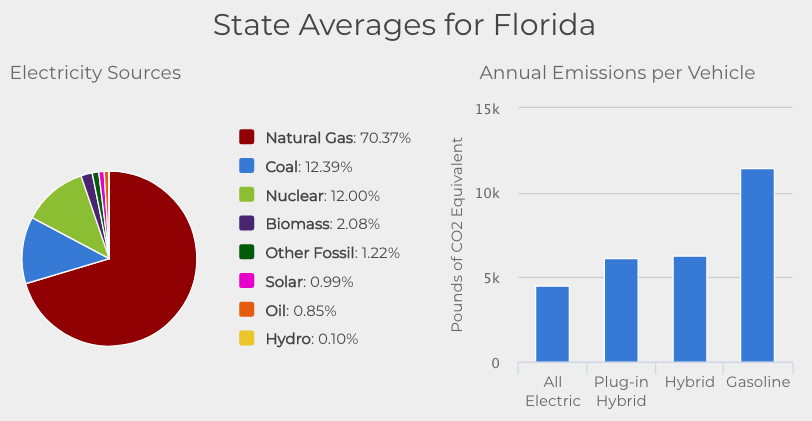 State Averages for Florida
Electricity Sources
Natural Gas: 70.37%
Coal: 12.39%
Nuclear: 12.00%
Biomass: 2.08%
Other Fossil: 1.22%
Solar: 0.99%
Oil: 0.85%
Hydro: 0.10%
Annual Emissions per Vehicle
Pounds of CO2 Equivalent
15k
10k
5k
0
All
Electric
Plug-in
Hybrid
Hybrid
Gasoline